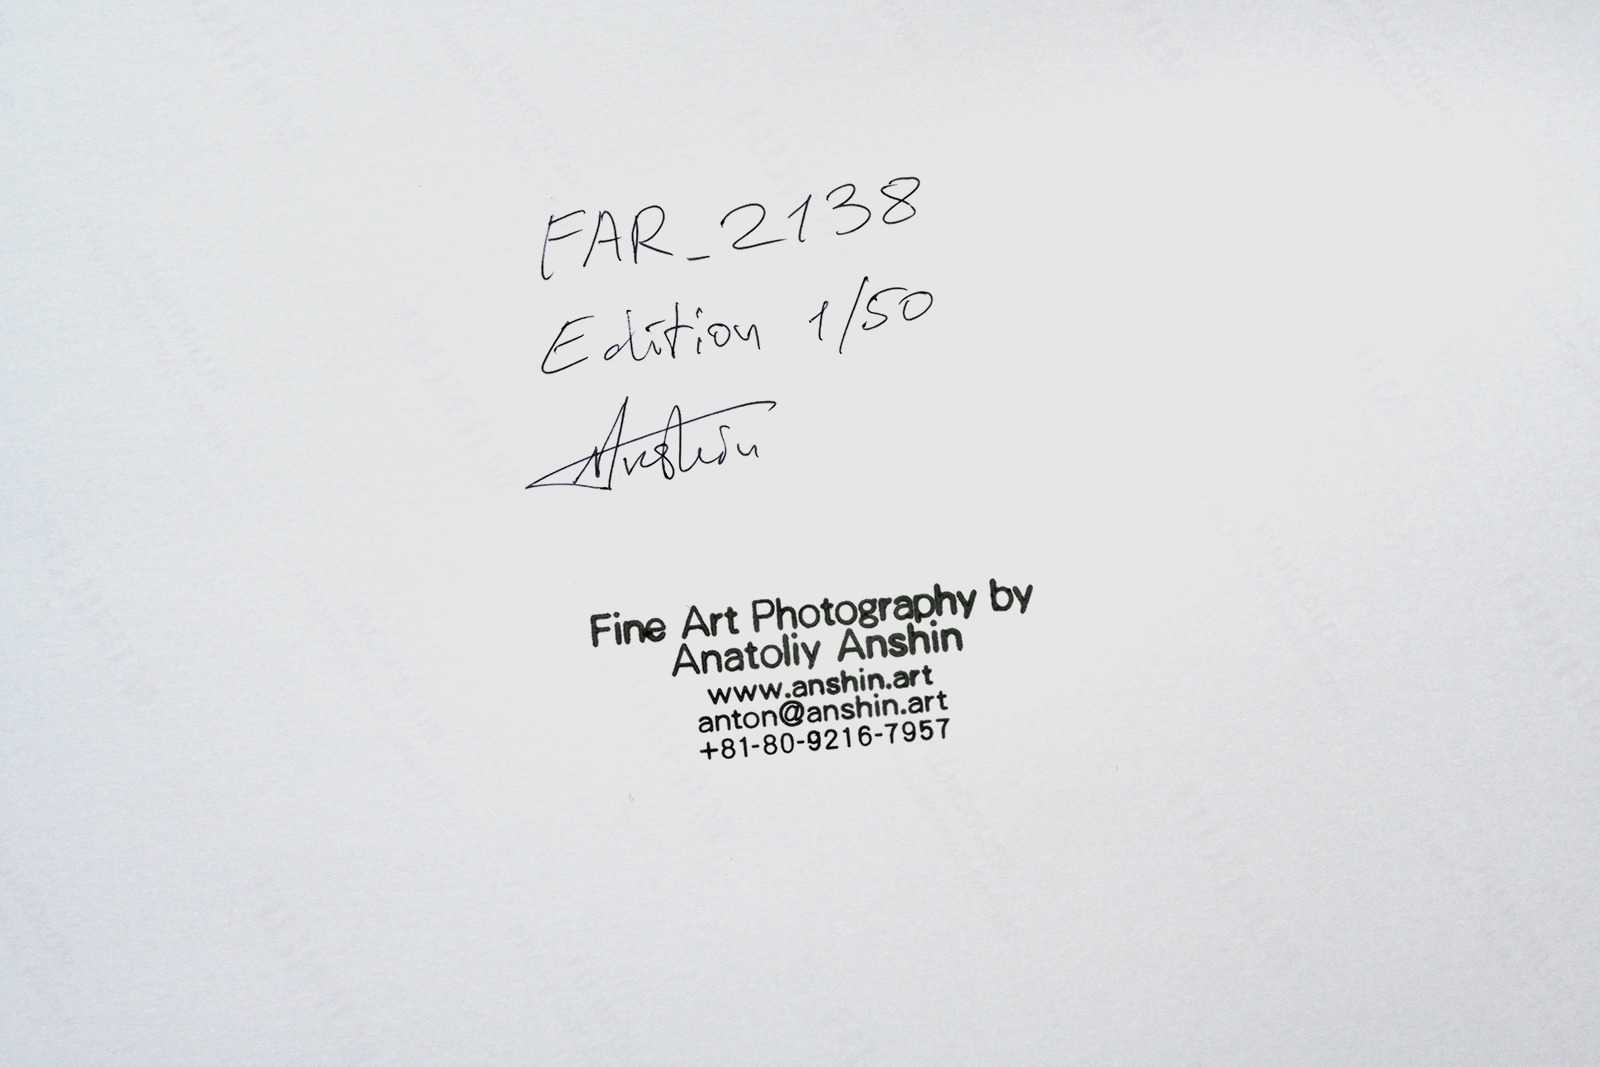 FAR_2138
Edition 1/50
Anshin
Fine Art Photography by
Anatoliy Anshin
www.anshin.art
anton@anshin.art
+81-80-9216-7957